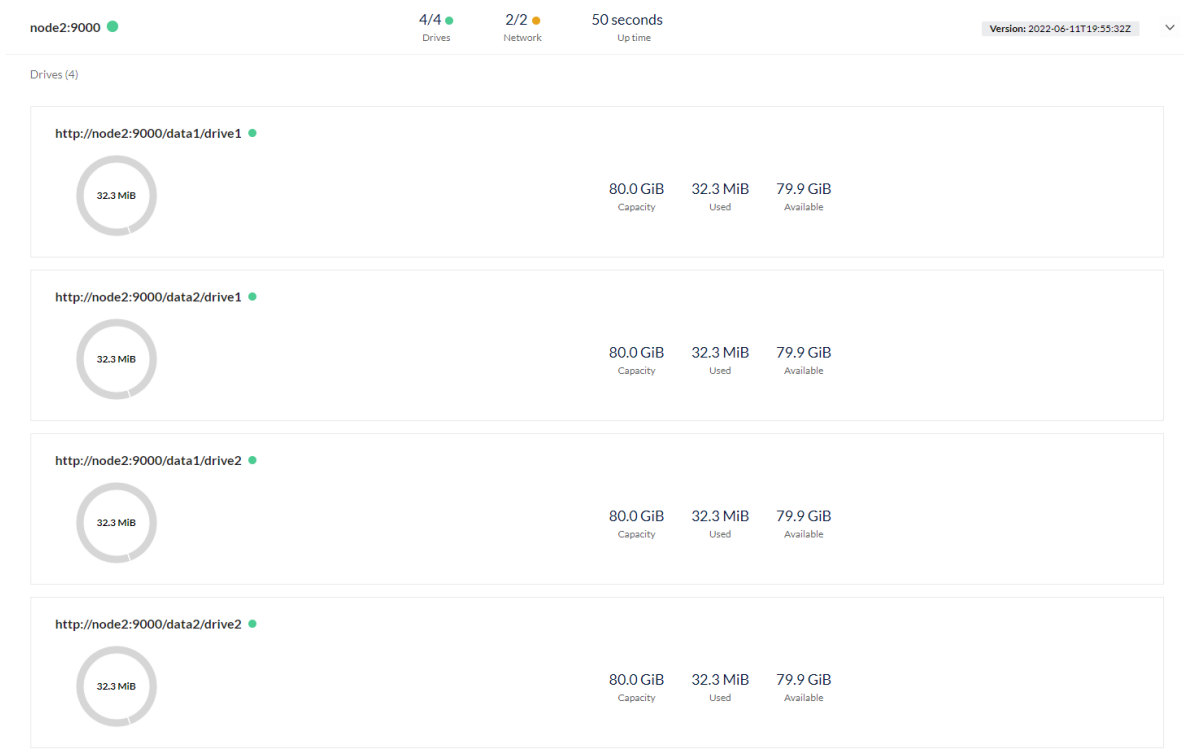 node2:9000
4/4 2/2 50 seconds
Drives Network Up time
Version: 2022-06-11T19:55:32Z
Drives (4)
http://node2:9000/data1/drive1
32.3 MiB
80.0 GiB 32.3 MiB 79.9 GiB
Capacity Used Available
http://node2:9000/data2/drive1
32.3 MiB
80.0 GiB 32.3 MiB 79.9 GiB
Capacity Used Available
http://node2:9000/data1/drive2
32.3 MiB
80.0 GiB 32.3 MiB 79.9 GiB
Capacity Used Available
http://node2:9000/data2/drive2
32.3 MiB
80.0 GiB 32.3 MiB 79.9 GiB
Capacity Used Available